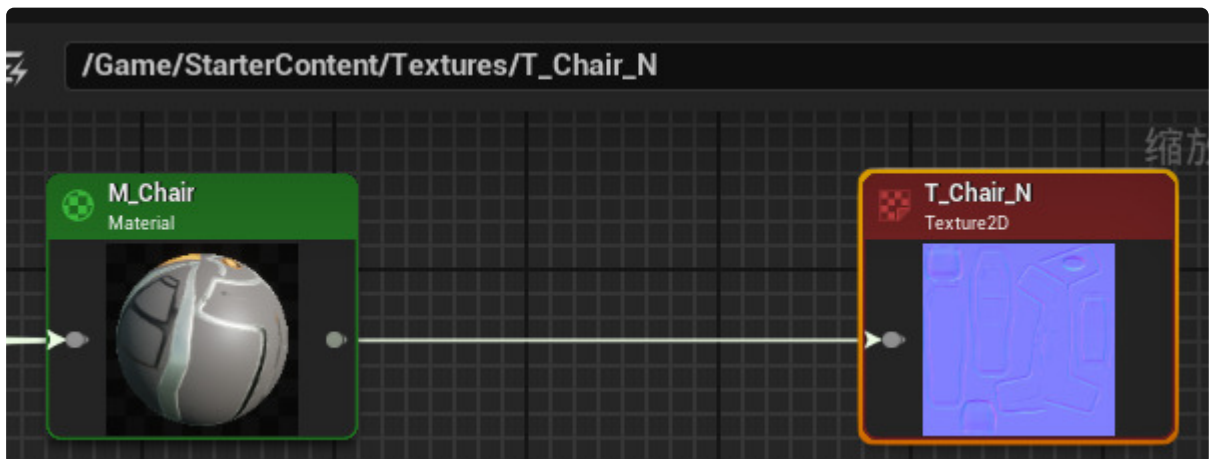 /Game/StarterContent/Textures/T_Chair_N
缩放
M_Chair
Material
T_Chair_N
Texture2D